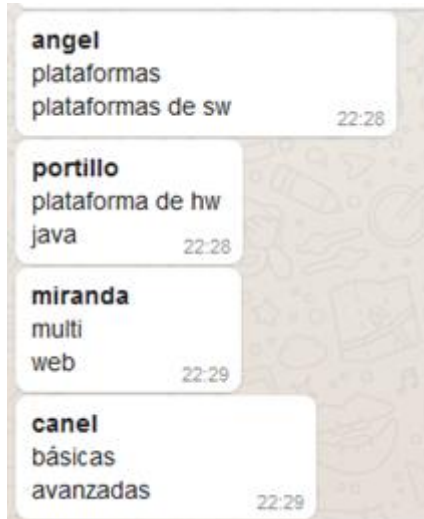 angel
plataformas
plataformas de sw
22:28
portillo
plataforma de hw
java
22:28
miranda
multi
web
22:29
canel
básicas
avanzadas
22:29